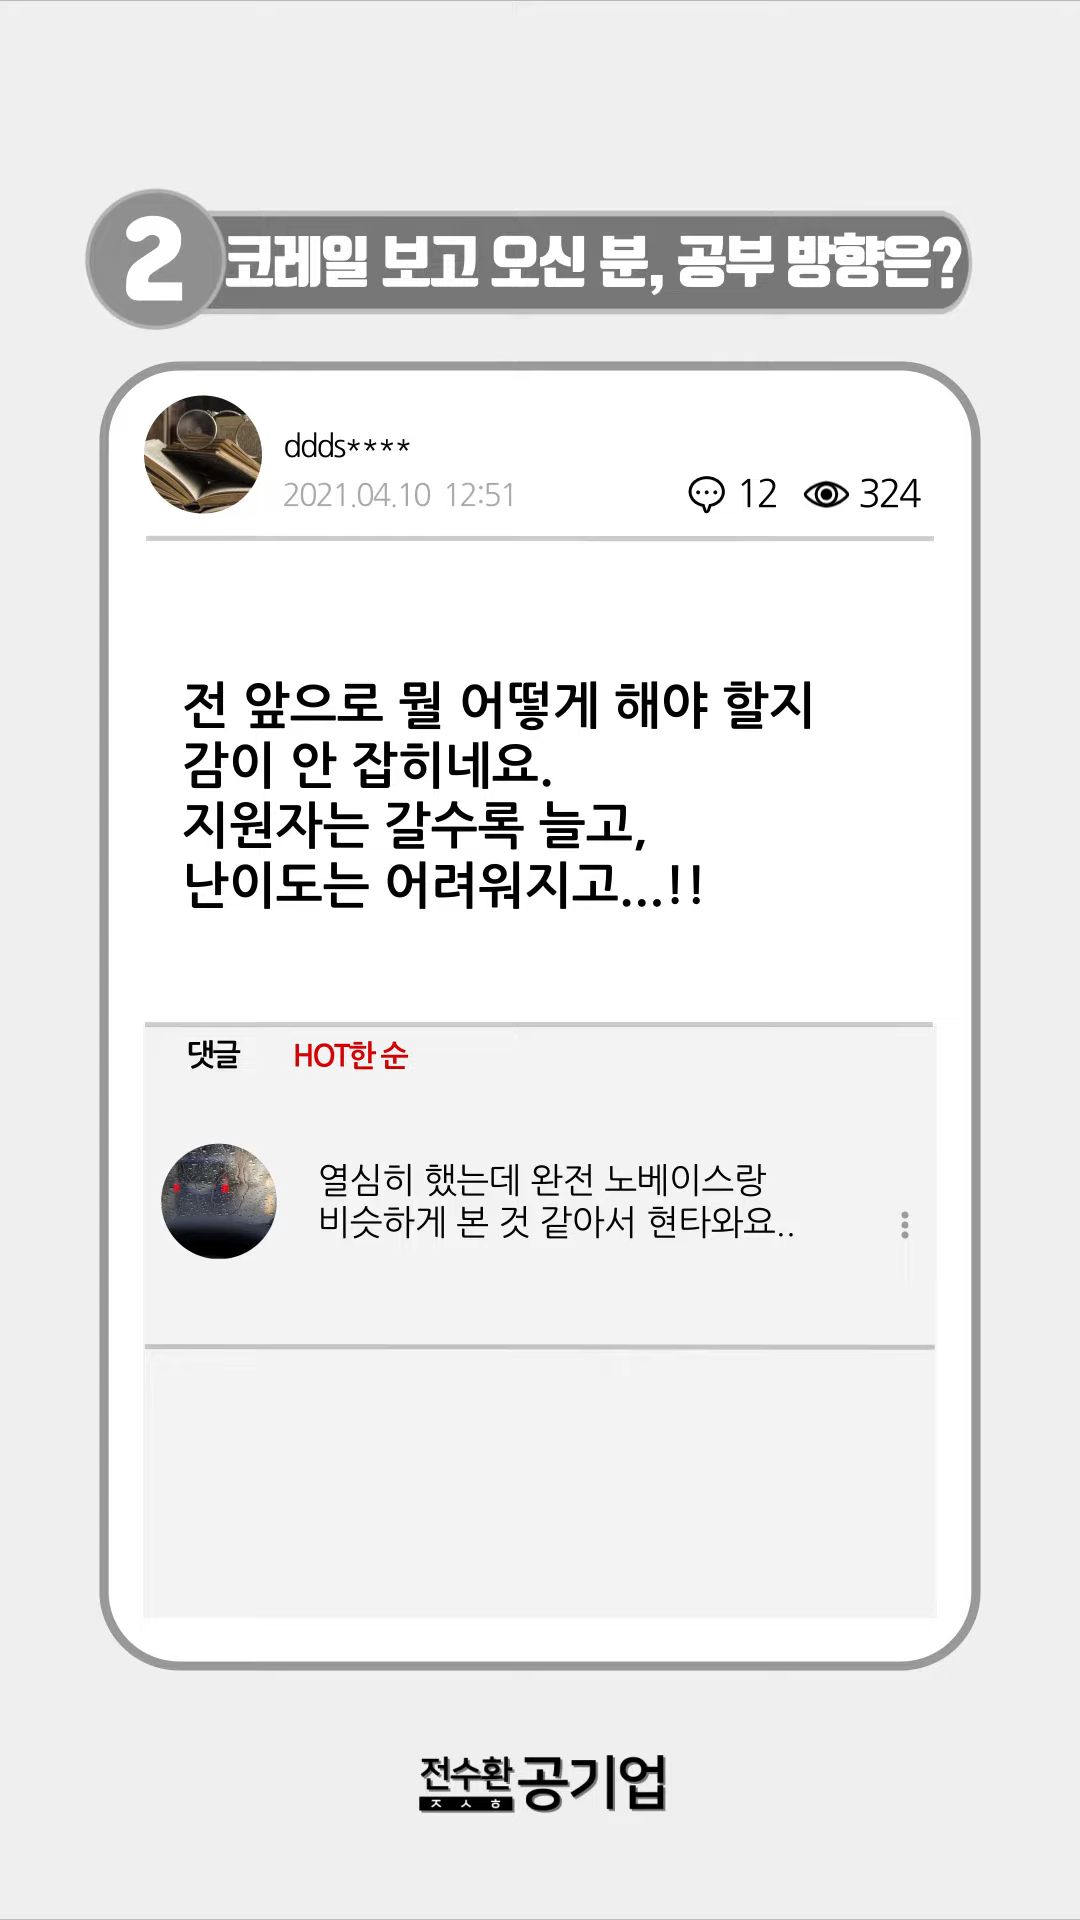 2 코레일 보고 오신 분, 공부 방향은?
ddds****
2021.04.10 12:51
12 324
전 앞으로 뭘 어떻게 해야 할지
감이 안 잡히네요.
지원자는 갈수록 늘고,
난이도는 어려워지고...!!
댓글 HOT한 순
열심히 했는데 완전 노베이스랑
비슷하게 본 것 같아서 현타와요..
전수환 공기업
ㅈ ㅅ ㅎ